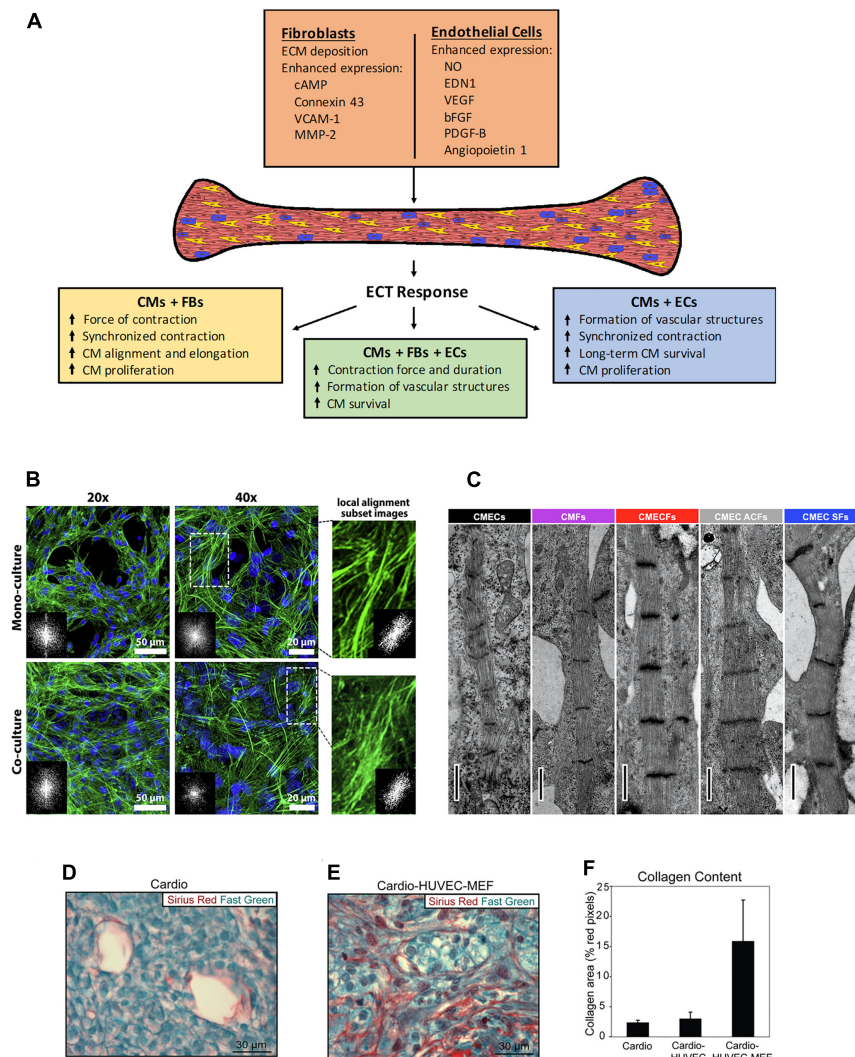 A
Fibroblasts
ECM deposition
Enhanced expression:
cAMP
Connexin 43
VCAM-1
MMP-2
Endothelial Cells
Enhanced expression:
NO
EDN1
VEGF
bFGF
PDGF-B
Angiopoietin 1
ECT Response
CMs + FBs
Force of contraction
Synchronized contraction
CM alignment and elongation
CM proliferation
CMs + FBs + ECs
Contraction force and duration
Formation of vascular structures
CM survival
CMs + ECs
Formation of vascular structures
Synchronized contraction
Long-term CM survival
CM proliferation
B
20x
40x
local alignment
subset images
Mono-culture
50 µm
20 µm
Co-culture
50 µm
20 µm
C
CMECs
CMFs
CMECFs
CMEC ACFs
CMEC SFs
D
Cardio
Sirius Red Fast Green
30 µm
E
Cardio-HUVEC-MEF
Sirius Red Fast Green
30 µm
F
Collagen Content
Collagen area (% red pixels)
25
20
15
10
5
0
Cardio
Cardio-
HUVEC
Cardio-
HUVEC-MEF